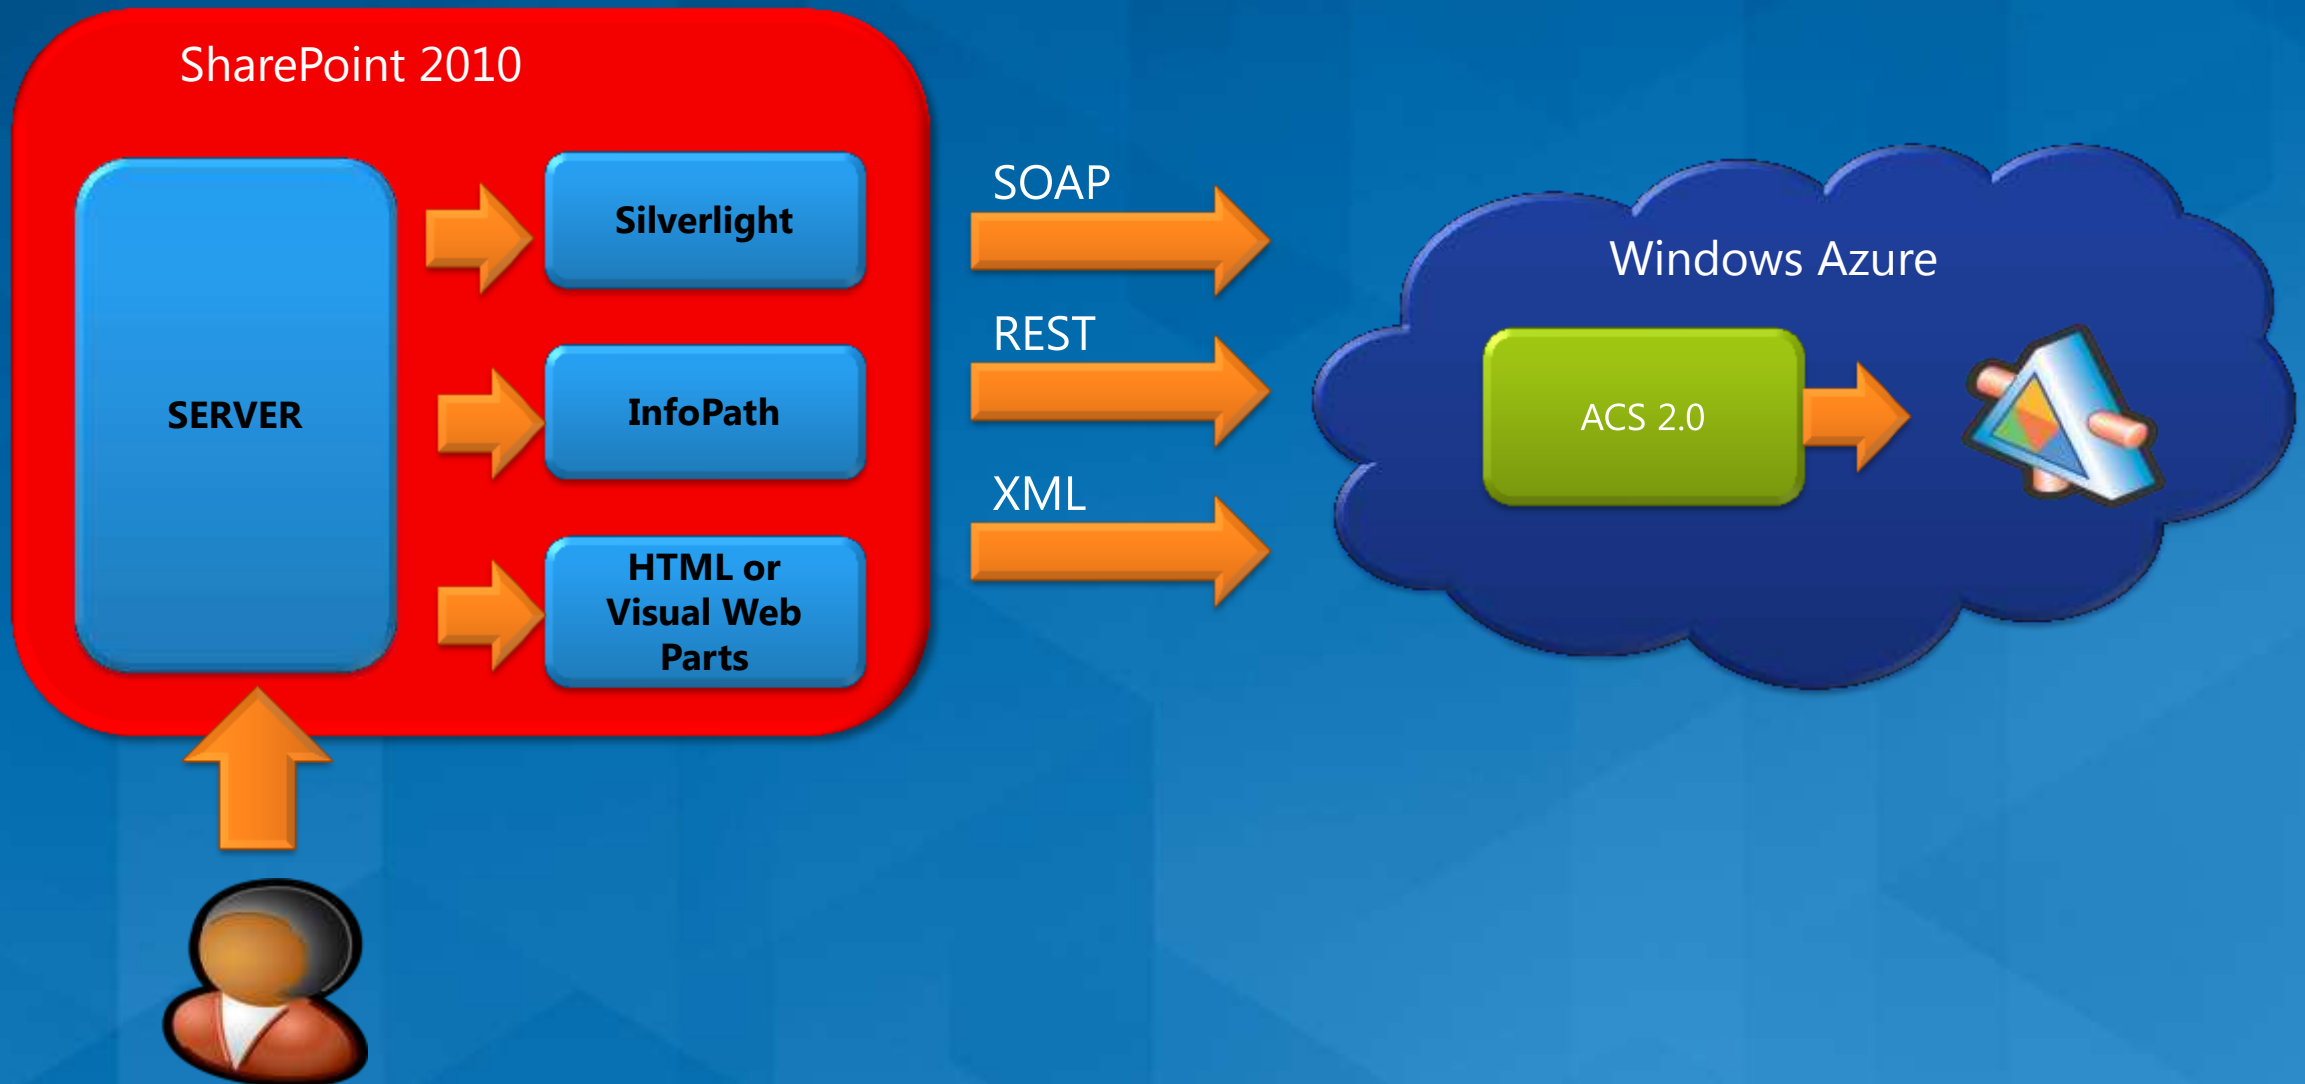 SharePoint 2010
SERVER
Silverlight
InfoPath
HTML or
Visual Web
Parts
SOAP
REST
XML
Windows Azure
ACS 2.0